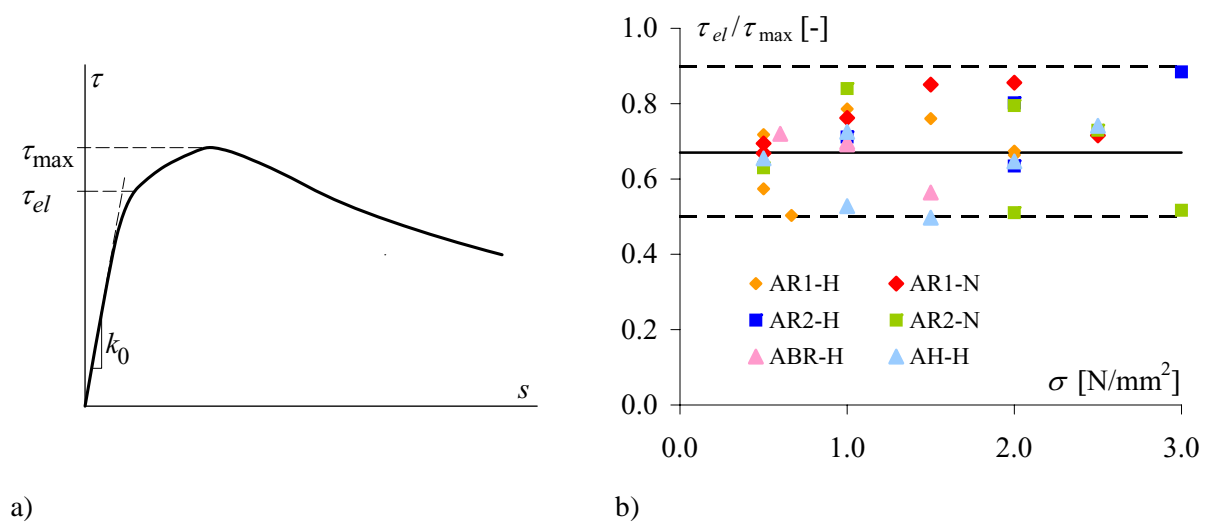 τ
τmax
τel
k0
s
a)
τel/τmax [-]
1.0
0.8
0.6
0.4
0.2
0.0
AR1-H
AR1-N
AR2-H
AR2-N
ABR-H
AH-H
σ [N/mm²]
0.0 1.0 2.0 3.0
b)